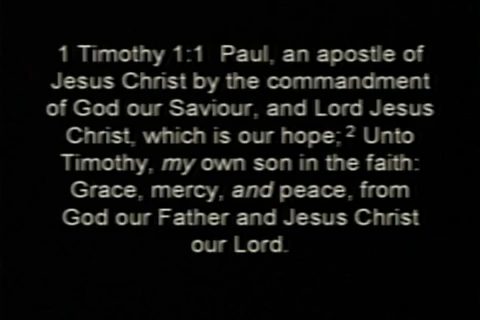 1 Timothy 1:1  Paul, an apostle of
Jesus Christ by the commandment
of God our Saviour, and Lord Jesus
Christ, which is our hope; ² Unto
Timothy, my own son in the faith:
Grace, mercy, and peace, from
God our Father and Jesus Christ
our Lord.